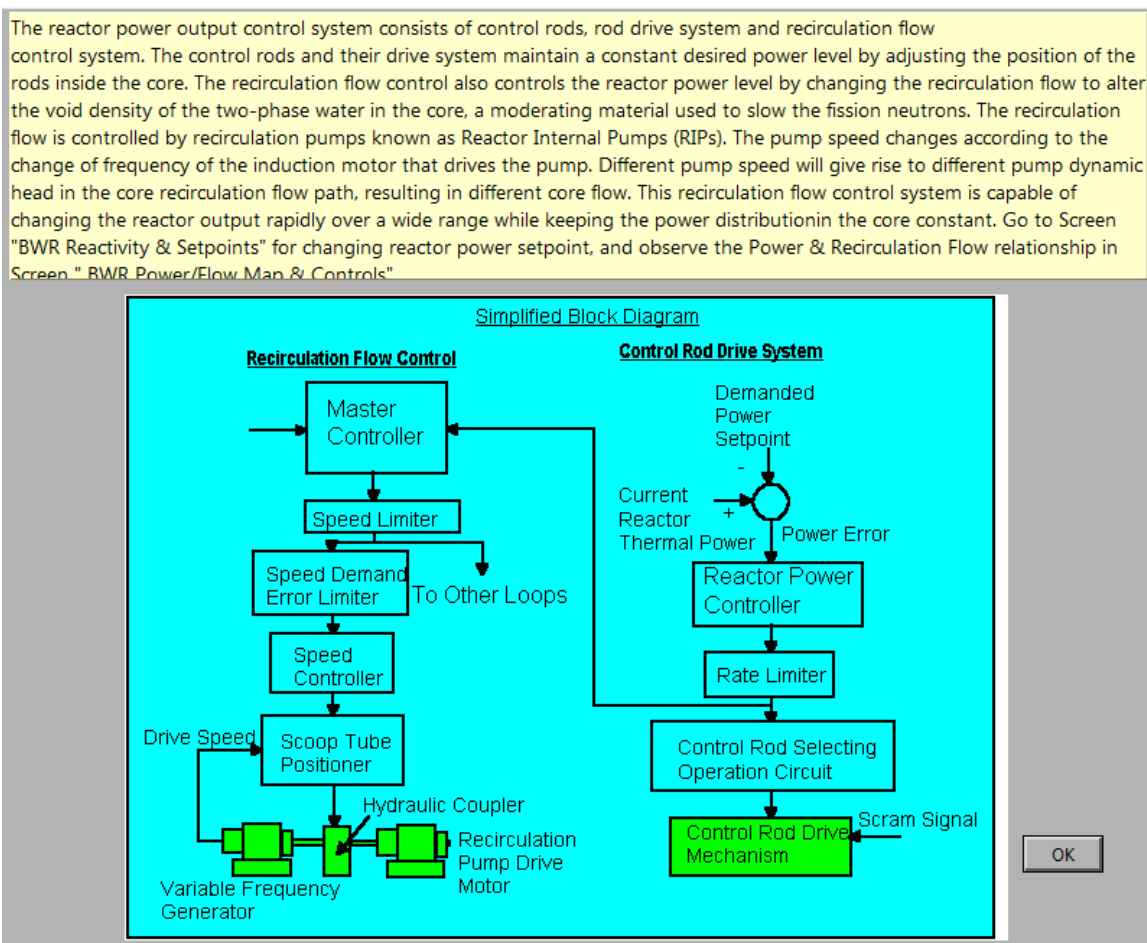 The reactor power output control system consists of control rods, rod drive system and recirculation flow
control system. The control rods and their drive system maintain a constant desired power level by adjusting the position of the
rods inside the core. The recirculation flow control also controls the reactor power level by changing the recirculation flow to alter
the void density of the two-phase water in the core, a moderating material used to slow the fission neutrons. The recirculation
flow is controlled by recirculation pumps known as Reactor Internal Pumps (RIPs). The pump speed changes according to the
change of frequency of the induction motor that drives the pump. Different pump speed will give rise to different pump dynamic
head in the core recirculation flow path, resulting in different core flow. This recirculation flow control system is capable of
changing the reactor output rapidly over a wide range while keeping the power distributionin the core constant. Go to Screen
"BWR Reactivity & Setpoints" for changing reactor power setpoint, and observe the Power & Recirculation Flow relationship in
Screen " BWR Power/Flow Map & Controls"
Simplified Block Diagram
Recirculation Flow Control
Master
Controller
Speed Limiter
Speed Demand
Error Limiter
To Other Loops
Speed
Controller
Drive Speed
Scoop Tube
Positioner
Hydraulic Coupler
Recirculation
Pump Drive
Motor
Variable Frequency
Generator
Control Rod Drive System
Demanded
Power
Setpoint
-
Current
Reactor
Thermal Power
+
Power Error
Reactor Power
Controller
Rate Limiter
Control Rod Selecting
Operation Circuit
Control Rod Drive
Mechanism
Scram Signal
OK